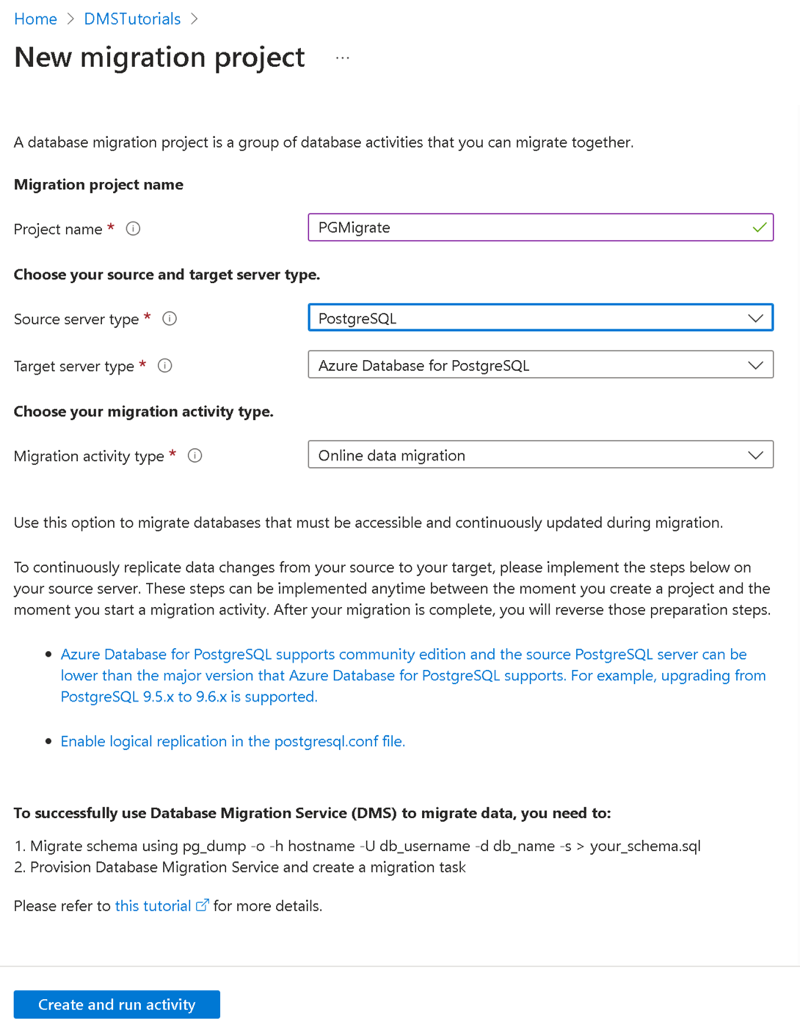 Home > DMSTutorials >
New migration project ...
A database migration project is a group of database activities that you can migrate together.
Migration project name
Project name *
PGMigrate
Choose your source and target server type.
Source server type *
PostgreSQL
Target server type *
Azure Database for PostgreSQL
Choose your migration activity type.
Migration activity type *
Online data migration
Use this option to migrate databases that must be accessible and continuously updated during migration.
To continuously replicate data changes from your source to your target, please implement the steps below on
your source server. These steps can be implemented anytime between the moment you create a project and the
moment you start a migration activity. After your migration is complete, you will reverse those preparation steps.
• Azure Database for PostgreSQL supports community edition and the source PostgreSQL server can be
lower than the major version that Azure Database for PostgreSQL supports. For example, upgrading from
PostgreSQL 9.5.x to 9.6.x is supported.
• Enable logical replication in the postgresql.conf file.
To successfully use Database Migration Service (DMS) to migrate data, you need to:
1. Migrate schema using pg_dump -o -h hostname -U db_username -d db_name -s > your_schema.sql
2. Provision Database Migration Service and create a migration task
Please refer to this tutorial for more details.
Create and run activity